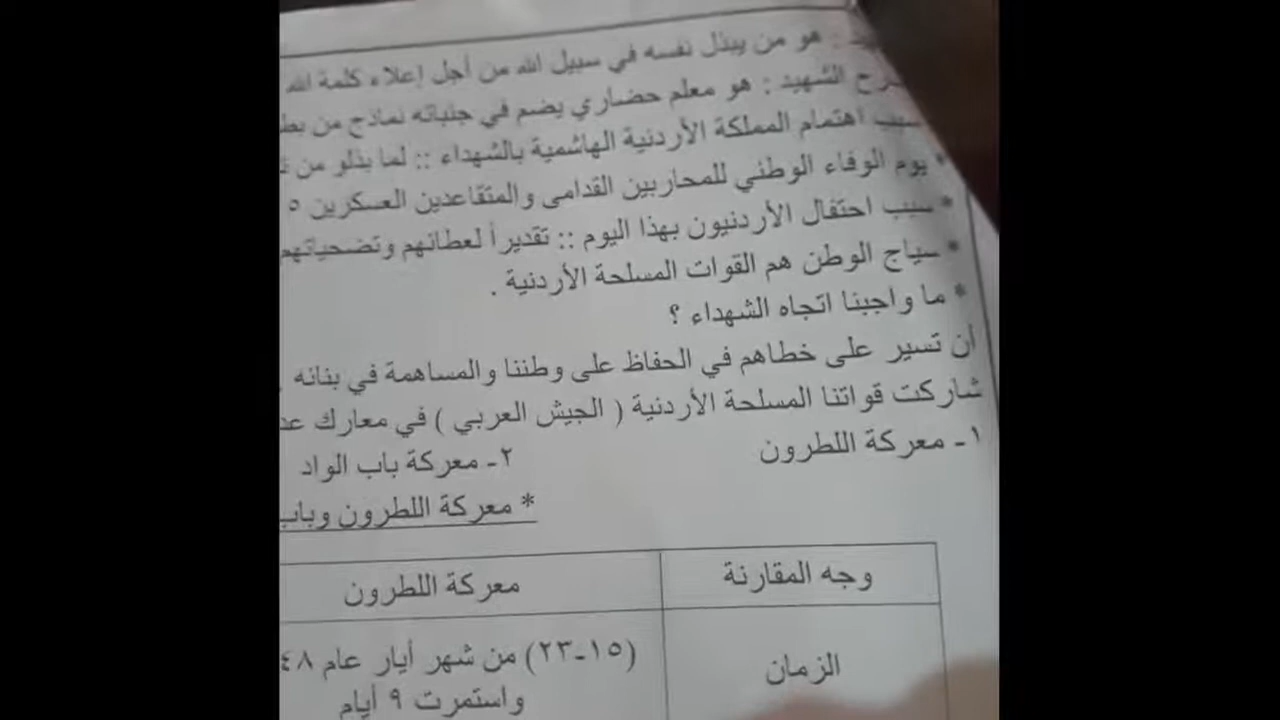 : هو من يبذل نفسه في سبيل الله من أجل إعلاء كلمة الله
الشهيد : هو معلم حضاري يضم في جنباته نماذج من
سبب اهتمام المملكة الأردنية الهاشمية بالشهداء :: لما بذلو من
* يوم الوفاء الوطني للمحاربين القدامى والمتقاعدين العسكرين ٥
* سبب احتفال الأردنيون بهذا اليوم :: تقديراً لعطائهم وتضحياتهم
* سياج الوطن هم القوات المسلحة الأردنية .
* ما واجبنا اتجاه الشهداء ؟
أن تسير على خطاهم في الحفاظ على وطننا والمساهمة في بنائه .
شاركت قواتنا المسلحة الأردنية ( الجيش العربي ) في معارك
١- معركة اللطرون ٢- معركة باب الواد
* معركة اللطرون وباب
وجه المقارنة معركة اللطرون
الزمان (١٥-٢٣) من شهر أيار عام ٤٨
واستمرت ٩ أيام